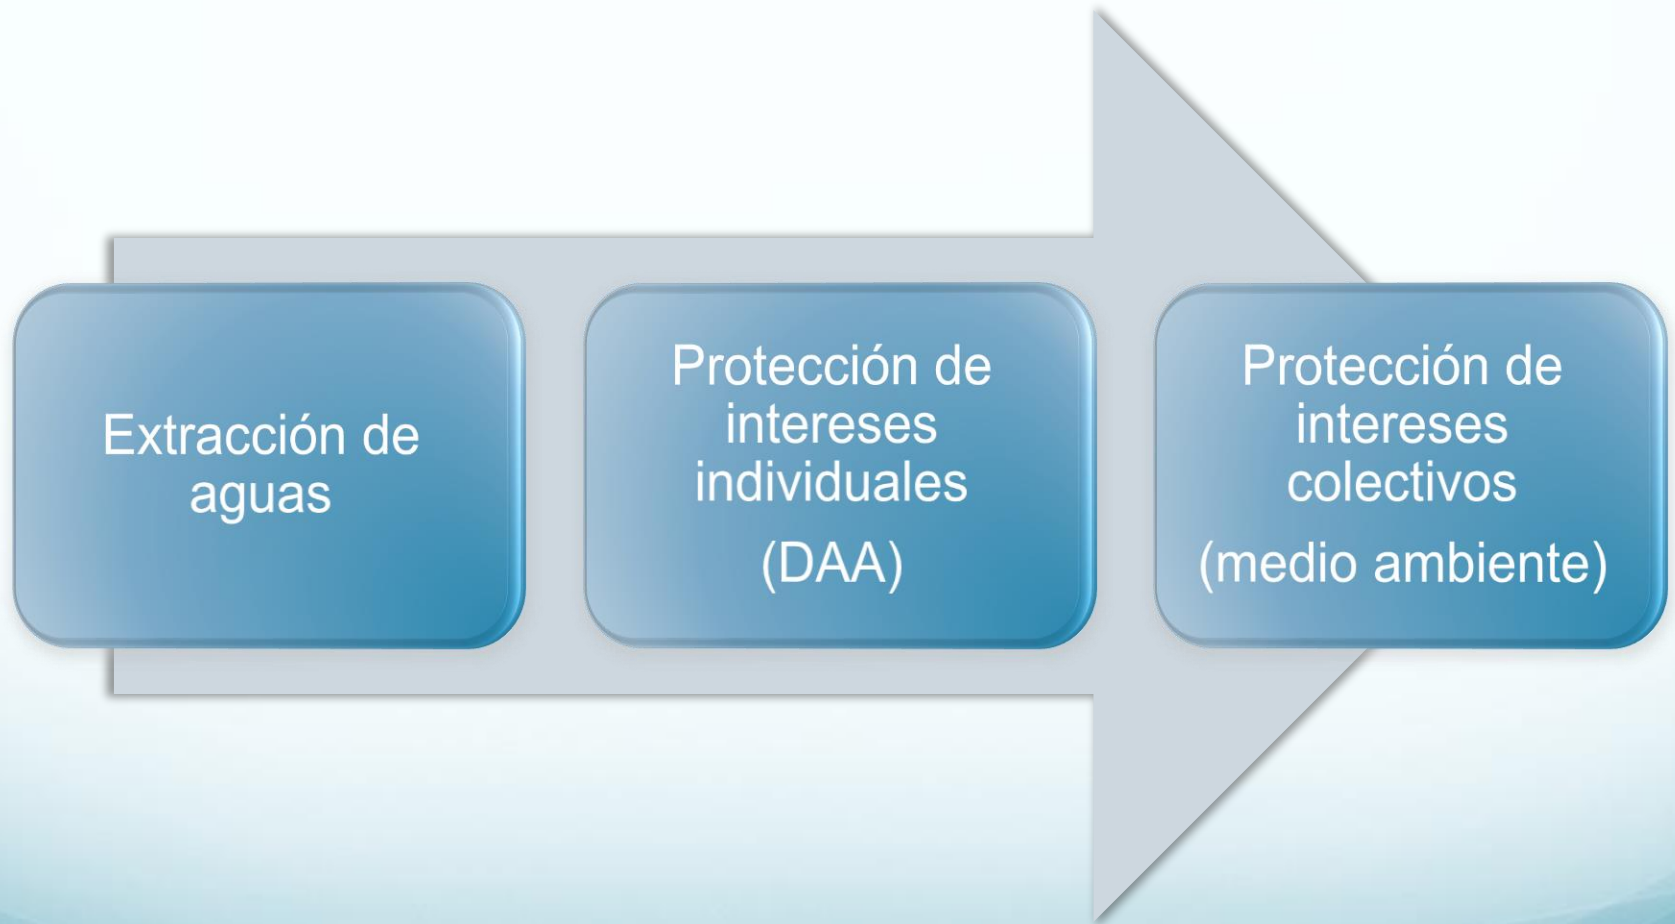 Extracción de
aguas
Protección de
intereses
individuales
(DAA)
Protección de
intereses
colectivos
(medio ambiente)